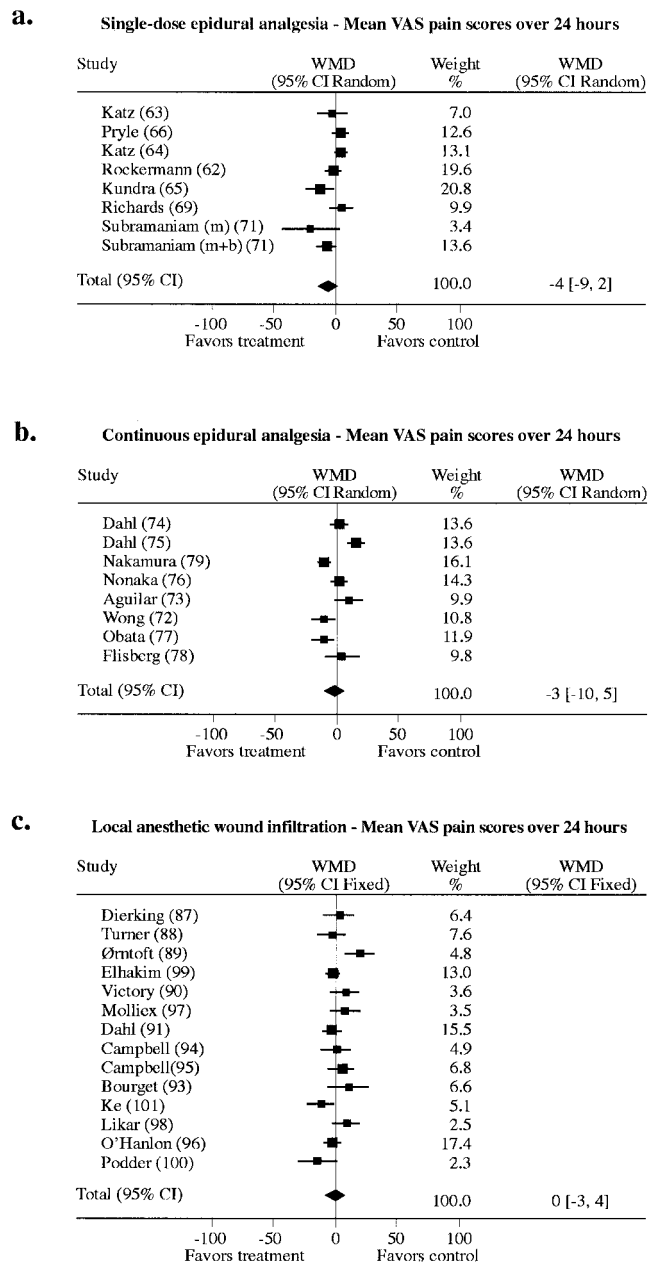 a.
Single-dose epidural analgesia - Mean VAS pain scores over 24 hours
Study WMD Weight WMD
(95% CI Random) % (95% CI Random)
Katz (63) 7.0
Pryle (66) 12.6
Katz (64) 13.1
Rockermann (62) 19.6
Kundra (65) 20.8
Richards (69) 9.9
Subramaniam (m) (71) 3.4
Subramaniam (m+b) (71) 13.6
Total (95% CI) 100.0 -4 [-9, 2]
-100 -50 0 50 100
Favors treatment Favors control
b.
Continuous epidural analgesia - Mean VAS pain scores over 24 hours
Study WMD Weight WMD
(95% CI Random) % (95% CI Random)
Dahl (74) 13.6
Dahl (75) 13.6
Nakamura (79) 16.1
Nonaka (76) 14.3
Aguilar (73) 9.9
Wong (72) 10.8
Obata (77) 11.9
Flisberg (78) 9.8
Total (95% CI) 100.0 -3 [-10, 5]
-100 -50 0 50 100
Favors treatment Favors control
c.
Local anesthetic wound infiltration - Mean VAS pain scores over 24 hours
Study WMD Weight WMD
(95% CI Fixed) % (95% CI Fixed)
Dierking (87) 6.4
Turner (88) 7.6
Ørntoft (89) 4.8
Elhakim (99) 13.0
Victory (90) 3.6
Molliex (97) 3.5
Dahl (91) 15.5
Campbell (94) 4.9
Campbell(95) 6.8
Bourget (93) 6.6
Ke (101) 5.1
Likar (98) 2.5
O'Hanlon (96) 17.4
Podder (100) 2.3
Total (95% CI) 100.0 0 [-3, 4]
-100 -50 0 50 100
Favors treatment Favors control